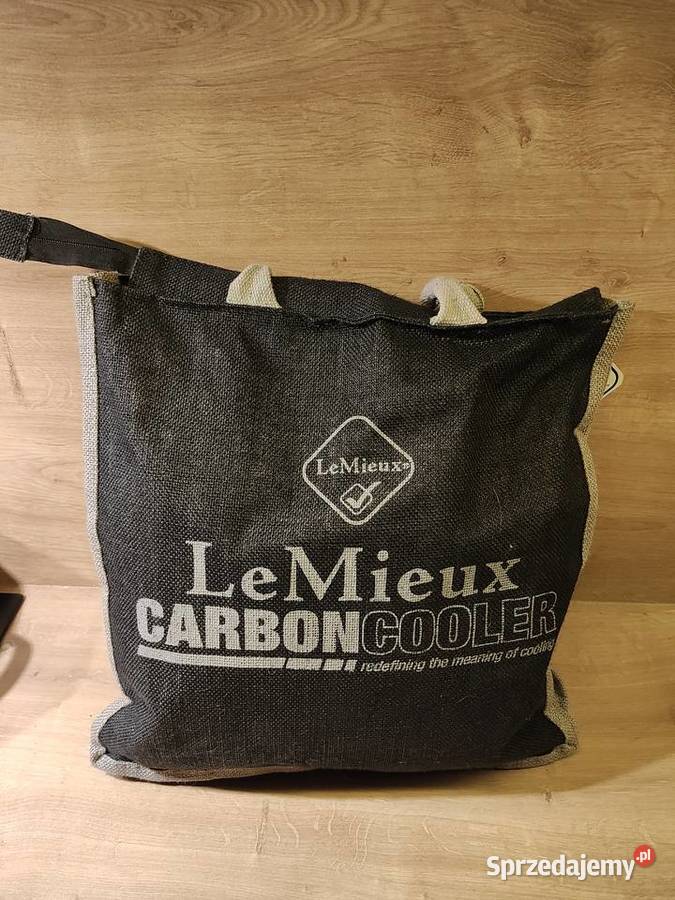 LeMieux
LeMieux
CARBONCOOLER
redefining the meaning of cooling
Sprzedajemy.pl